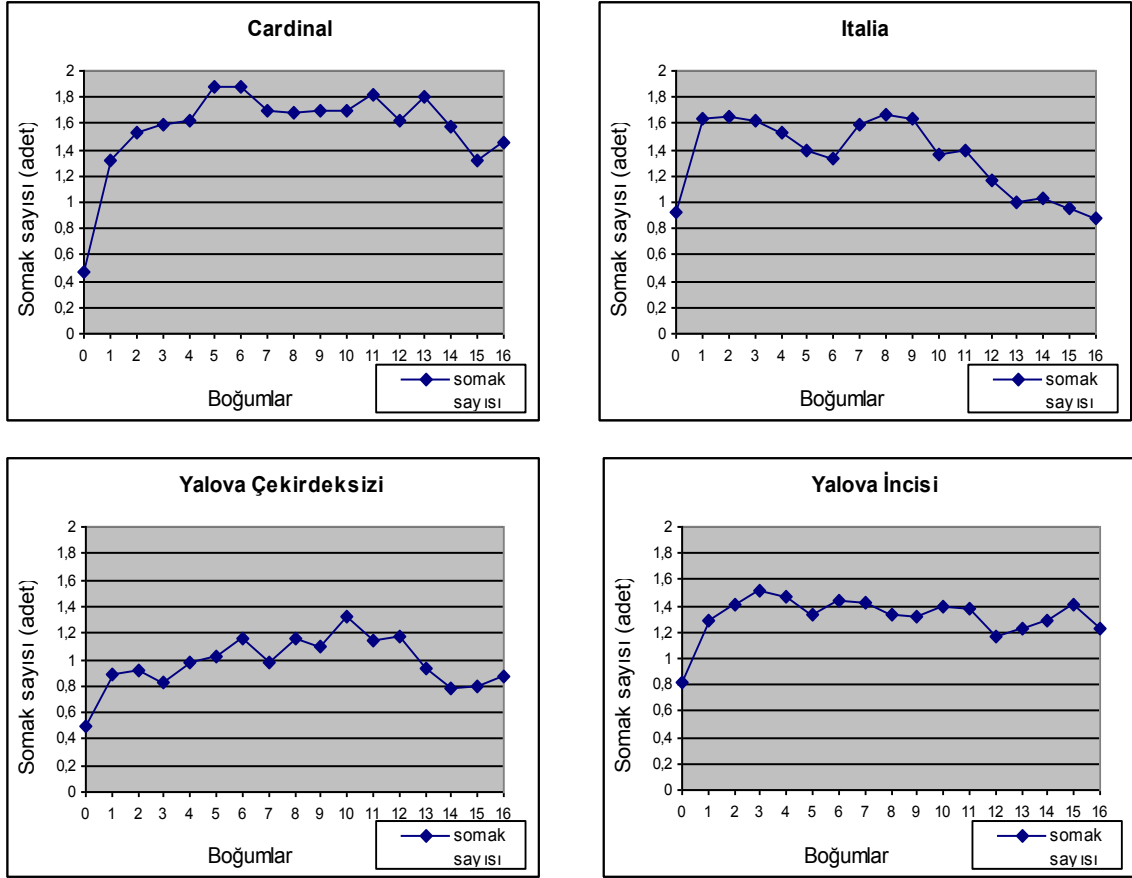 Cardinal
Somak sayısı (adet)
2
1,8
1,6
1,4
1,2
1
0,8
0,6
0,4
0,2
0
0 1 2 3 4 5 6 7 8 9 10 11 12 13 14 15 16
Boğumlar
somak
sayısı
Italia
Somak sayısı (adet)
2
1,8
1,6
1,4
1,2
1
0,8
0,6
0,4
0,2
0
0 1 2 3 4 5 6 7 8 9 10 11 12 13 14 15 16
Boğumlar
somak
sayısı
Yalova Çekirdeksizi
Somak sayısı (adet)
2
1,8
1,6
1,4
1,2
1
0,8
0,6
0,4
0,2
0
0 1 2 3 4 5 6 7 8 9 10 11 12 13 14 15 16
Boğumlar
somak
sayısı
Yalova İncisi
Somak sayısı (adet)
2
1,8
1,6
1,4
1,2
1
0,8
0,6
0,4
0,2
0
0 1 2 3 4 5 6 7 8 9 10 11 12 13 14 15 16
Boğumlar
somak
sayısı